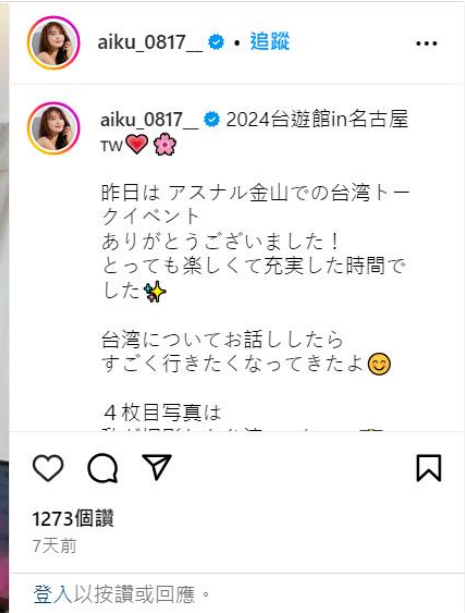 aiku_0817__ • 追蹤
aiku_0817__ 2024台遊館in名古屋
TW❤️🌸
昨日は アスナル金山での台湾トー
クイベント
ありがとうございました！
とっても楽しくて充実した時間で
した✨
台湾についてお話ししたら
すごく行きたくなってきたよ😊
４枚目写真は
1273個讚
7天前
登入以按讚或回應。